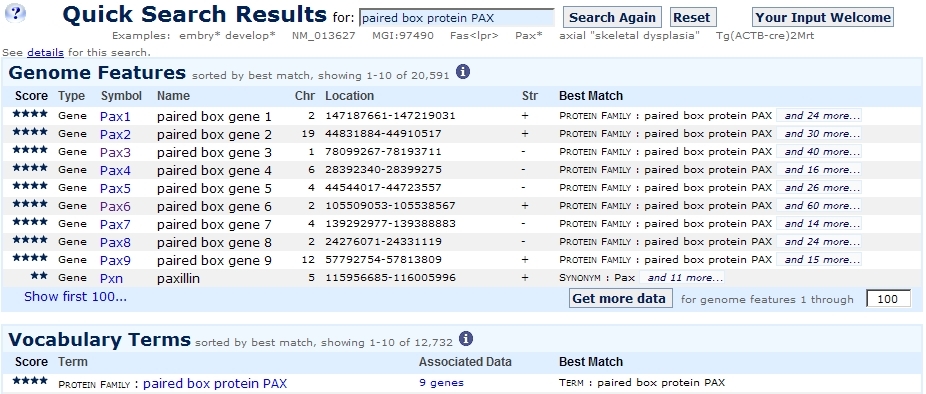 Quick Search Results for: paired box protein PAX Search Again Reset Your Input Welcome
Examples: embry* develop* NM_013627 MGI:97490 Fas<lpr> Pax* axial "skeletal dysplasia" Tg(ACTB-cre)2Mrt
See details for this search.
Genome Features sorted by best match, showing 1-10 of 20,591
Score Type Symbol Name Chr Location Str Best Match
★★★★ Gene Pax1 paired box gene 1 2 147187661-147219031 + PROTEIN FAMILY : paired box protein PAX and 24 more...
★★★★ Gene Pax2 paired box gene 2 19 44831884-44910517 + PROTEIN FAMILY : paired box protein PAX and 30 more...
★★★★ Gene Pax3 paired box gene 3 1 78099267-78193711 - PROTEIN FAMILY : paired box protein PAX and 40 more...
★★★★ Gene Pax4 paired box gene 4 6 28392340-28399275 - PROTEIN FAMILY : paired box protein PAX and 16 more...
★★★★ Gene Pax5 paired box gene 5 4 44544017-44723557 - PROTEIN FAMILY : paired box protein PAX and 26 more...
★★★★ Gene Pax6 paired box gene 6 2 105509053-105538567 + PROTEIN FAMILY : paired box protein PAX and 60 more...
★★★★ Gene Pax7 paired box gene 7 4 139292977-139388883 - PROTEIN FAMILY : paired box protein PAX and 14 more...
★★★★ Gene Pax8 paired box gene 8 2 24276071-24331119 - PROTEIN FAMILY : paired box protein PAX and 24 more...
★★★★ Gene Pax9 paired box gene 9 12 57792754-57813809 + PROTEIN FAMILY : paired box protein PAX and 15 more...
★★ Gene Pxn paxillin 5 115956685-116005996 + SYNONYM : Pax and 11 more...
Show first 100... Get more data for genome features 1 through 100
Vocabulary Terms sorted by best match, showing 1-10 of 12,732
Score Term Associated Data Best Match
★★★★ PROTEIN FAMILY : paired box protein PAX 9 genes TERM : paired box protein PAX